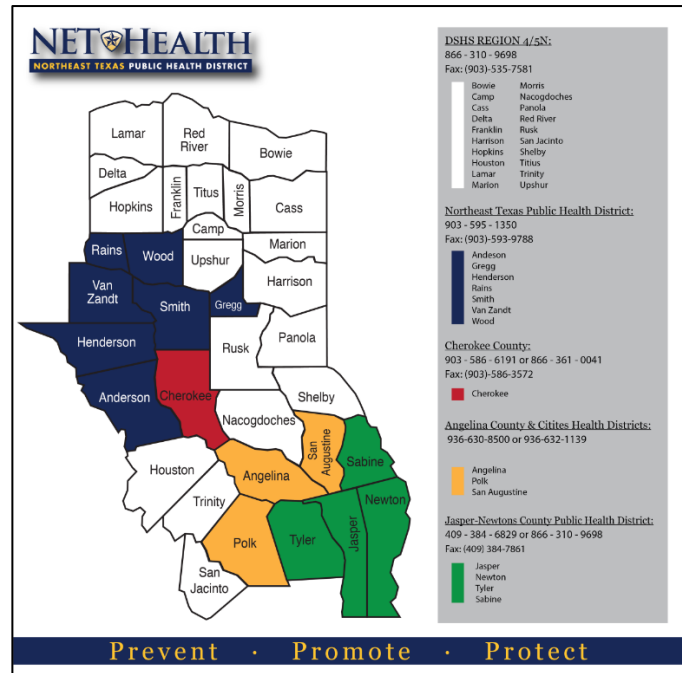 NET HEALTH
NORTHEAST TEXAS PUBLIC HEALTH DISTRICT
Lamar
Red
River
Bowie
Delta
Hopkins
Franklin
Titus
Morris
Cass
Camp
Rains
Wood
Upshur
Marion
Harrison
Van
Zandt
Smith
Gregg
Henderson
Rusk
Panola
Anderson
Cherokee
Shelby
Nacogdoches
San
Augustine
Sabine
Houston
Angelina
Trinity
Newton
Jasper
Polk
Tyler
San
Jacinto
DSHS REGION 4/5N:
866 - 310 - 9698
Fax: (903)-535-7581
Bowie Morris
Camp Nacogdoches
Cass Panola
Delta Red River
Franklin Rusk
Harrison San Jacinto
Hopkins Shelby
Houston Titius
Lamar Trinity
Marion Upshur
Northeast Texas Public Health District:
903 - 595 - 1350
Fax: (903)-593-9788
Andeson
Gregg
Henderson
Rains
Smith
Van Zandt
Wood
Cherokee County:
903 - 586 - 6191 or 866 - 361 - 0041
Fax: (903)-586-3572
Cherokee
Angelina County & Citites Health Districts:
936-630-8500 or 936-632-1139
Angelina
Polk
San Augustine
Jasper-Newtons County Public Health District:
409 - 384 - 6829 or 866 - 310 - 9698
Fax: (409) 384-7861
Jasper
Newton
Tyler
Sabine
Prevent · Promote · Protect